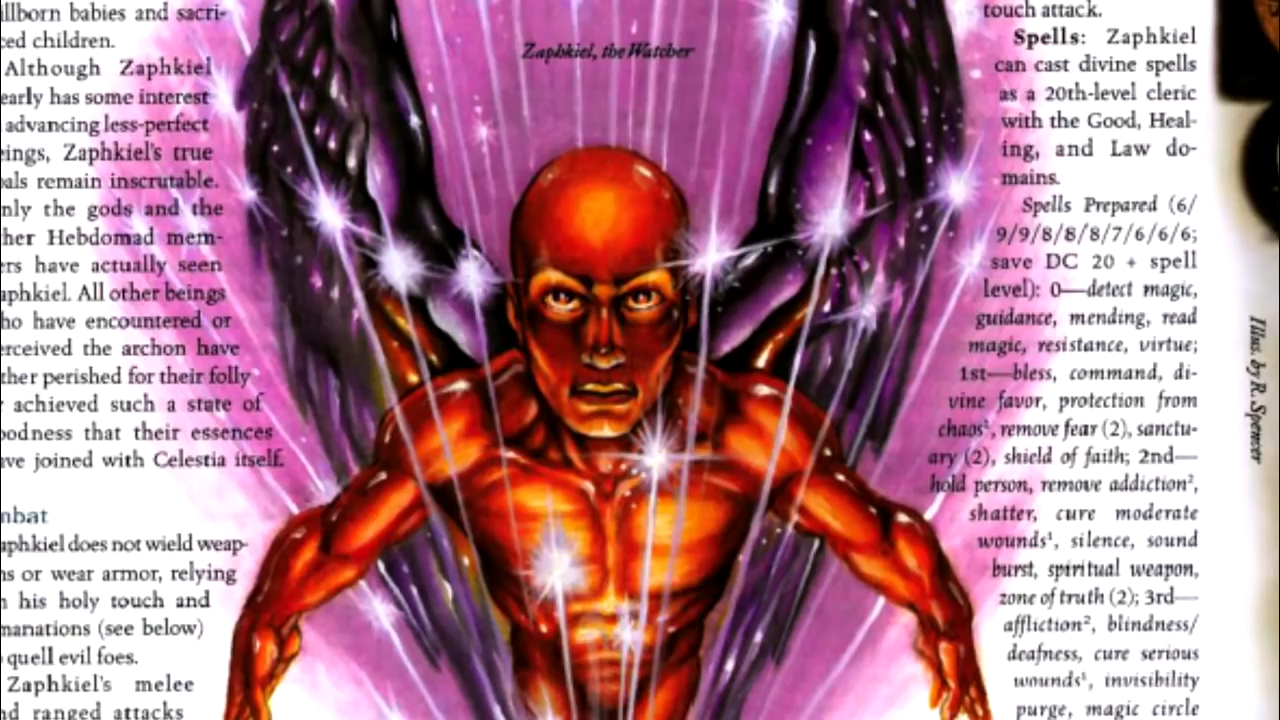 llborn babies and sacri-
ced children.
Although Zaphkiel
early has some interest
advancing less-perfect
eings, Zaphkiel's true
oals remain inscrutable.
nly the gods and the
her Hebdomad mem-
ers have actually seen
aphkiel. All other beings
ho have encountered or
erceived the archon have
ther perished for their folly
achieved such a state of
oodness that their essences
ave joined with Celestia itself.
mbat
aphkiel does not wield weap-
ns or wear armor, relying
n his holy touch and
manations (see below)
quell evil foes.
Zaphkiel's melee
nd ranged attacks
Zaphkiel, the Watcher
touch attack.
Spells: Zaphkiel
can cast divine spells
as a 20th-level cleric
with the Good, Heal-
ing, and Law do-
mains.
Spells Prepared (6/
9/9/8/8/8/7/6/6/6;
save DC 20 + spell
level): 0—detect magic,
guidance, mending, read
magic, resistance, virtue;
1st—bless, command, di-
vine favor, protection from
chaos¹, remove fear (2), sanctu-
ary (2), shield of faith; 2nd—
hold person, remove addiction²,
shatter, cure moderate
wounds¹, silence, sound
burst, spiritual weapon,
zone of truth (2); 3rd—
affliction², blindness/
deafness, cure serious
wounds¹, invisibility
purge, magic circle
Illus. by R. Spencer